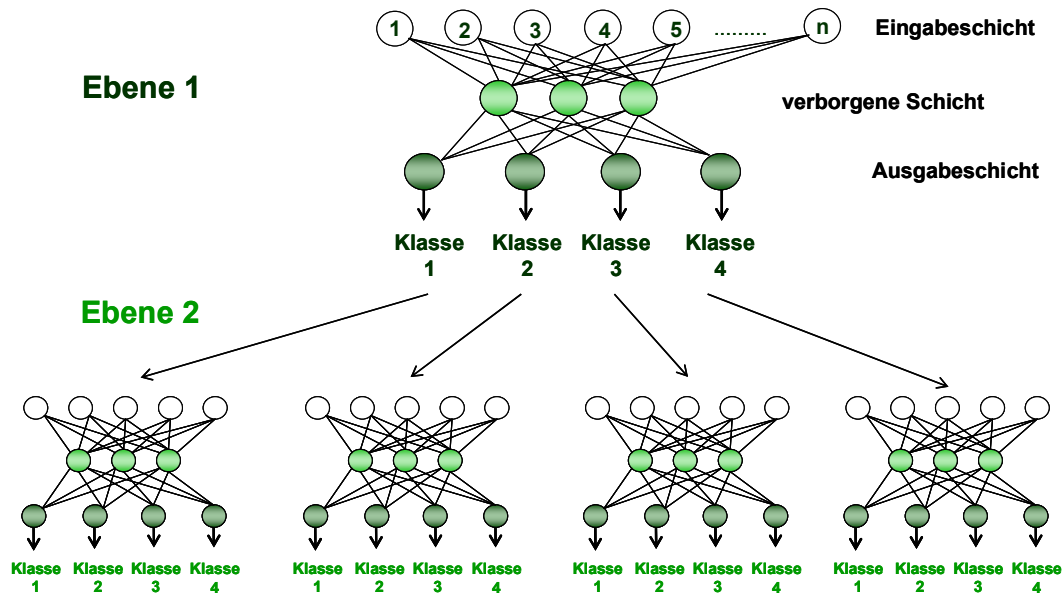 1 2 3 4 5 ......... n Eingabeschicht
Ebene 1
verborgene Schicht
Ausgabeschicht
Klasse Klasse Klasse Klasse
1 2 3 4
Ebene 2
Klasse Klasse Klasse Klasse Klasse Klasse Klasse Klasse Klasse Klasse Klasse Klasse Klasse Klasse Klasse Klasse
1 2 3 4 1 2 3 4 1 2 3 4 1 2 3 4